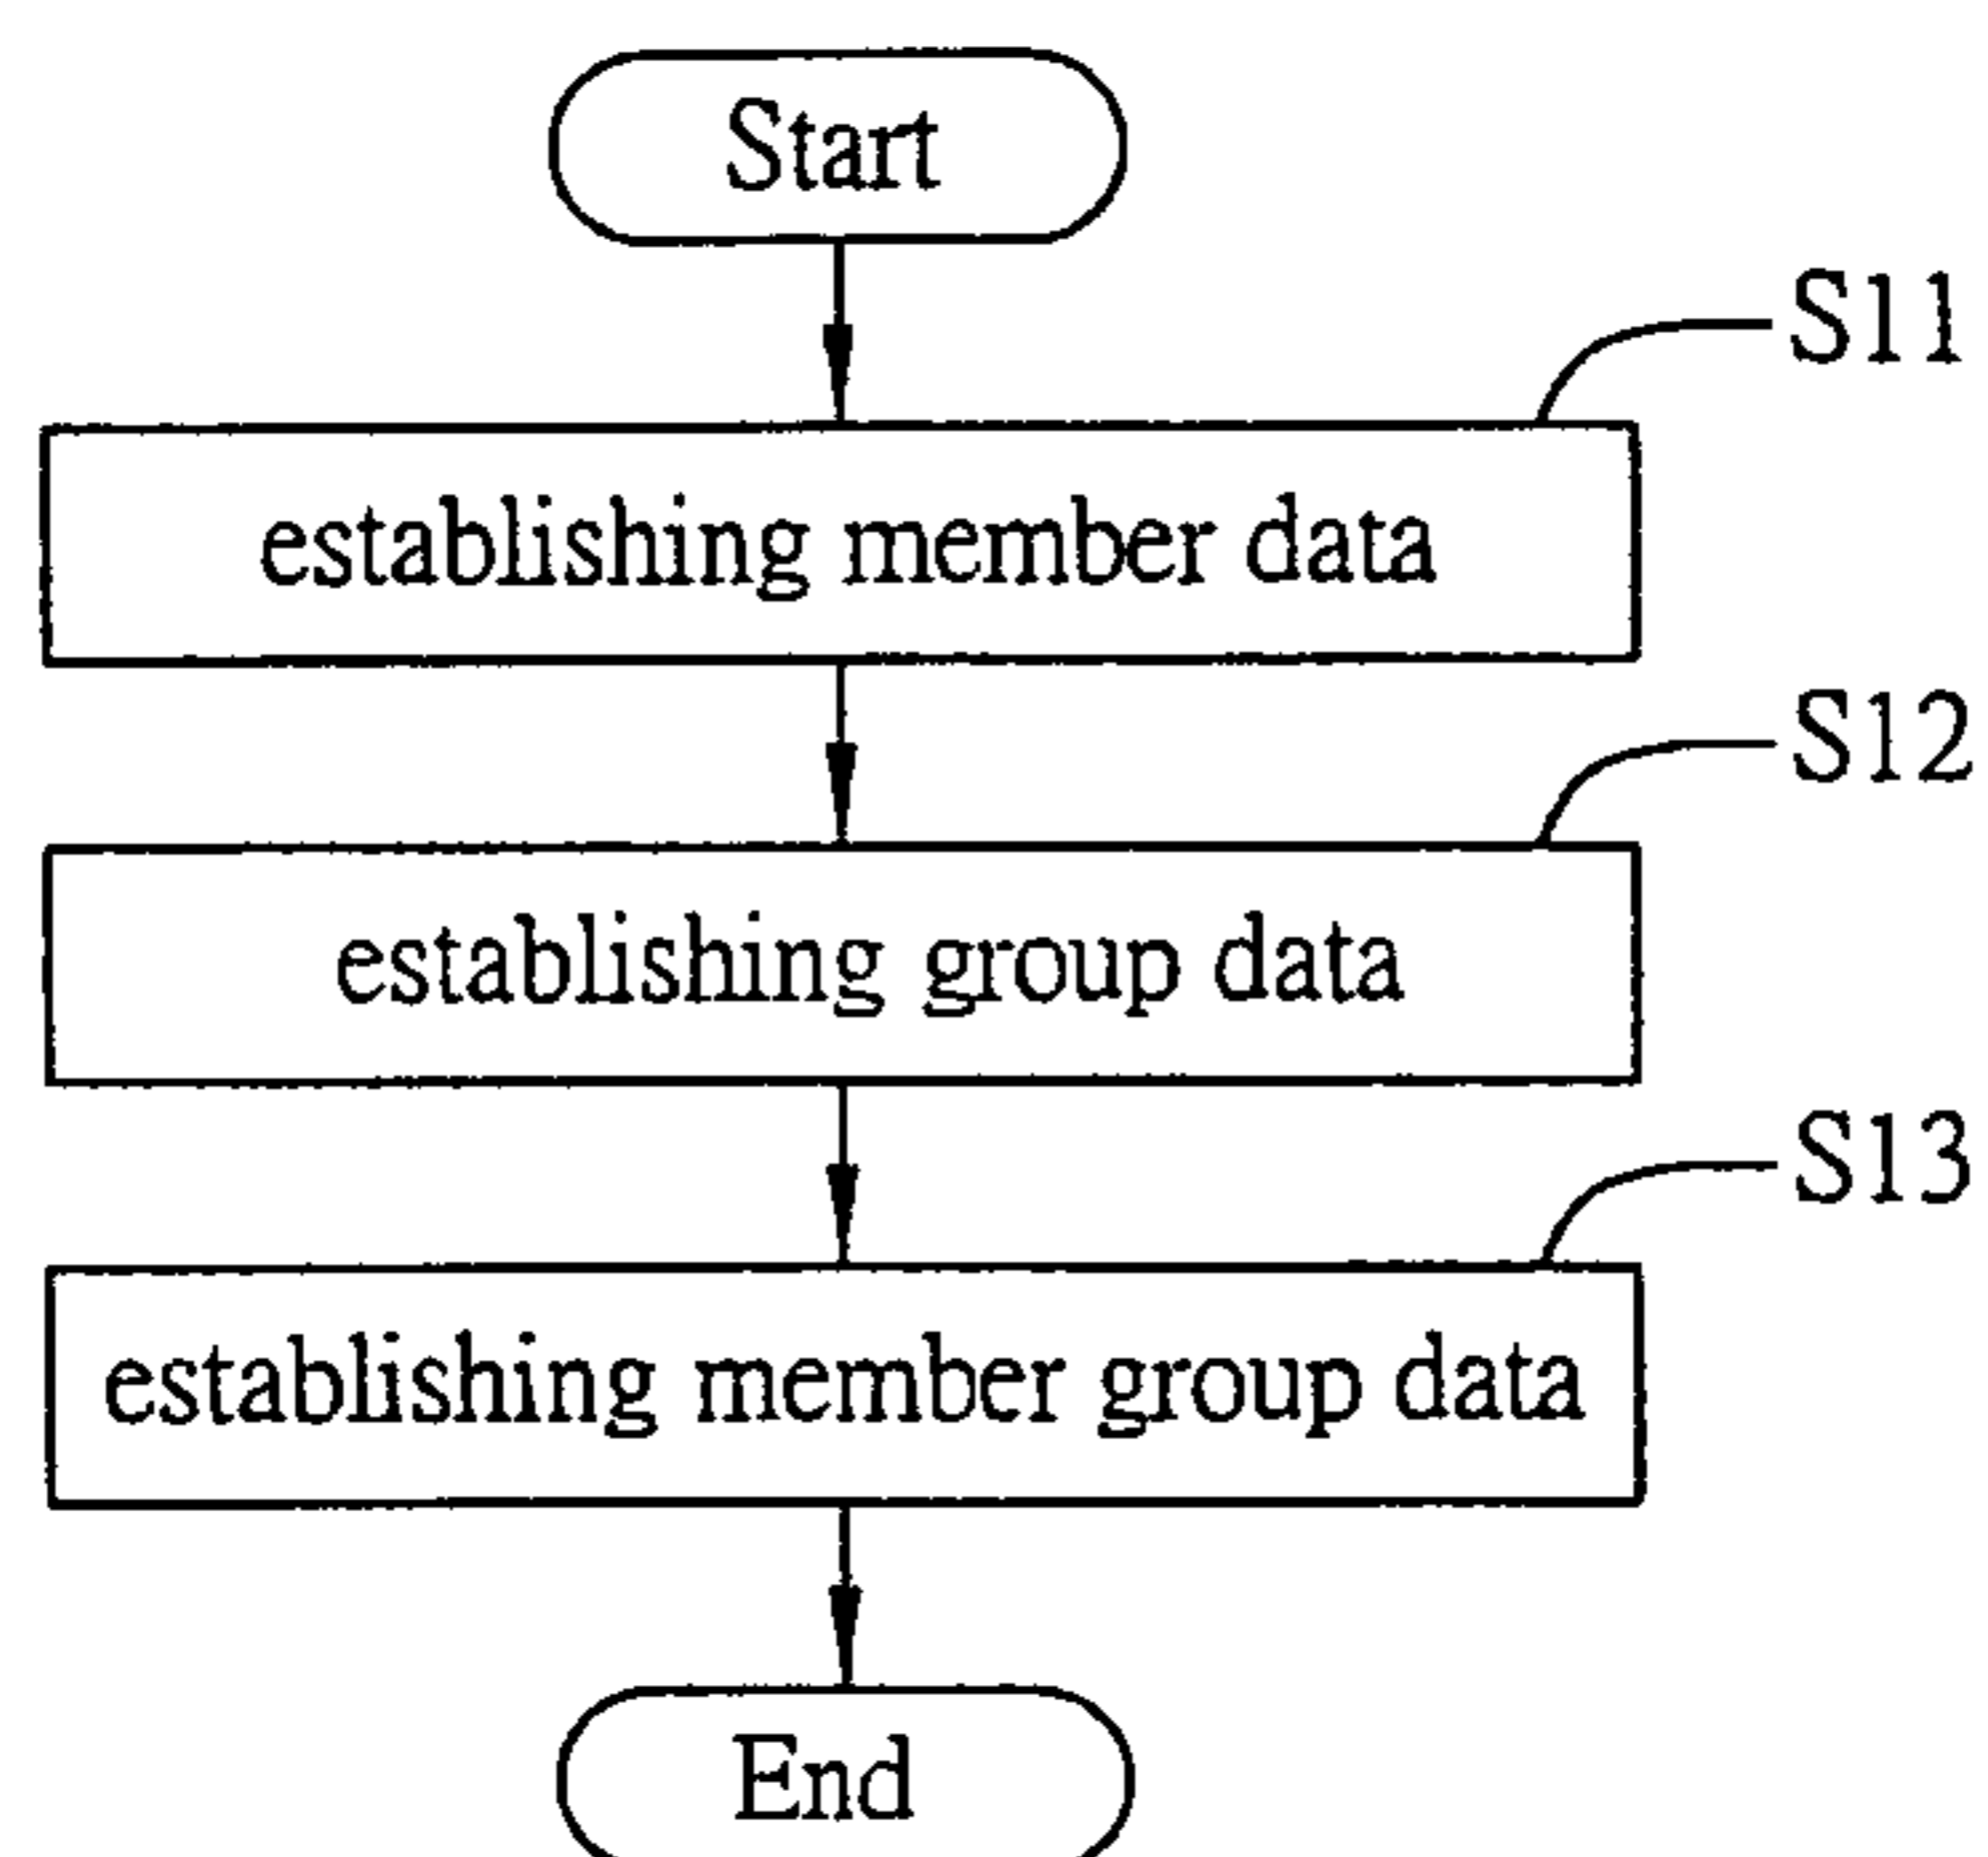 Start
S11
establishing member data
S12
establishing group data
S13
establishing member group data
End